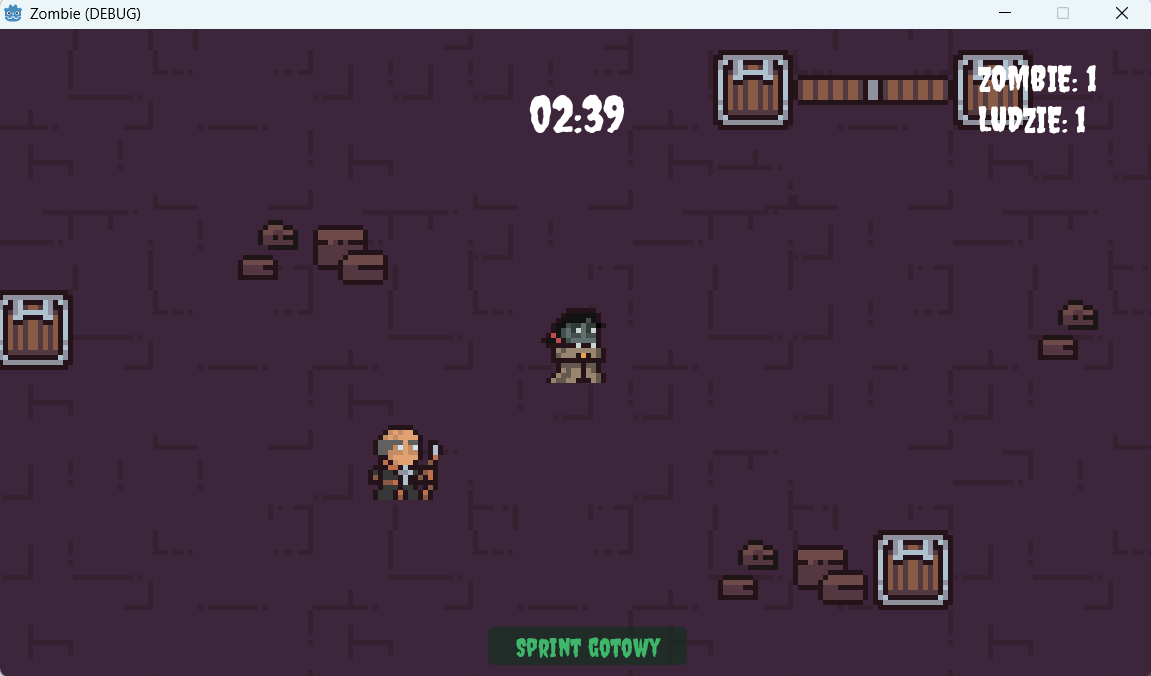 Zombie (DEBUG)
02:39
ZOMBIE: 1
LUDZIE: 1
SPRINT GOTOWY